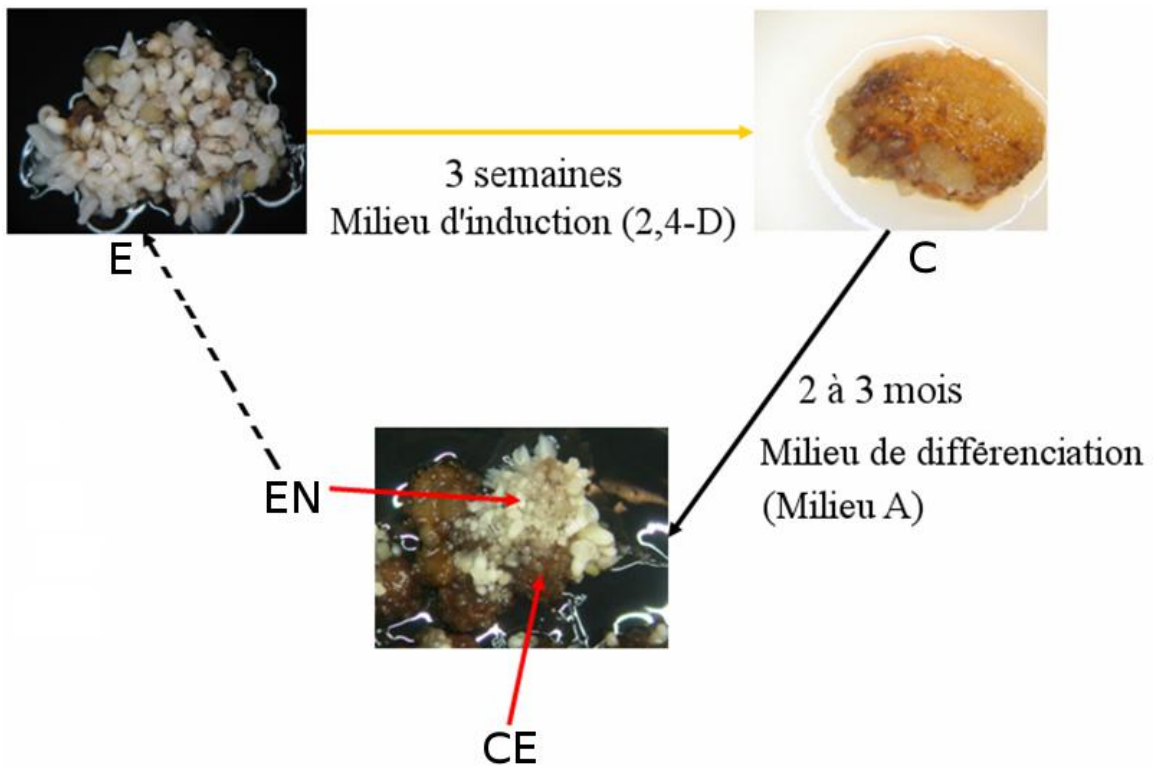 E
3 semaines
Milieu d'induction (2,4-D)
C
2 à 3 mois
Milieu de différenciation
(Milieu A)
EN
CE